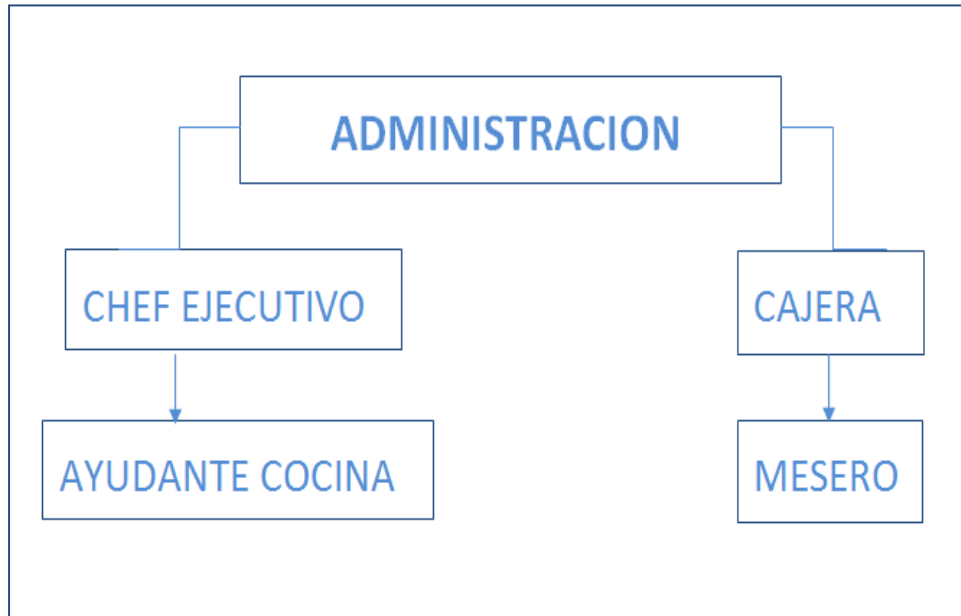 ADMINISTRACION
CHEF EJECUTIVO
CAJERA
AYUDANTE COCINA
MESERO